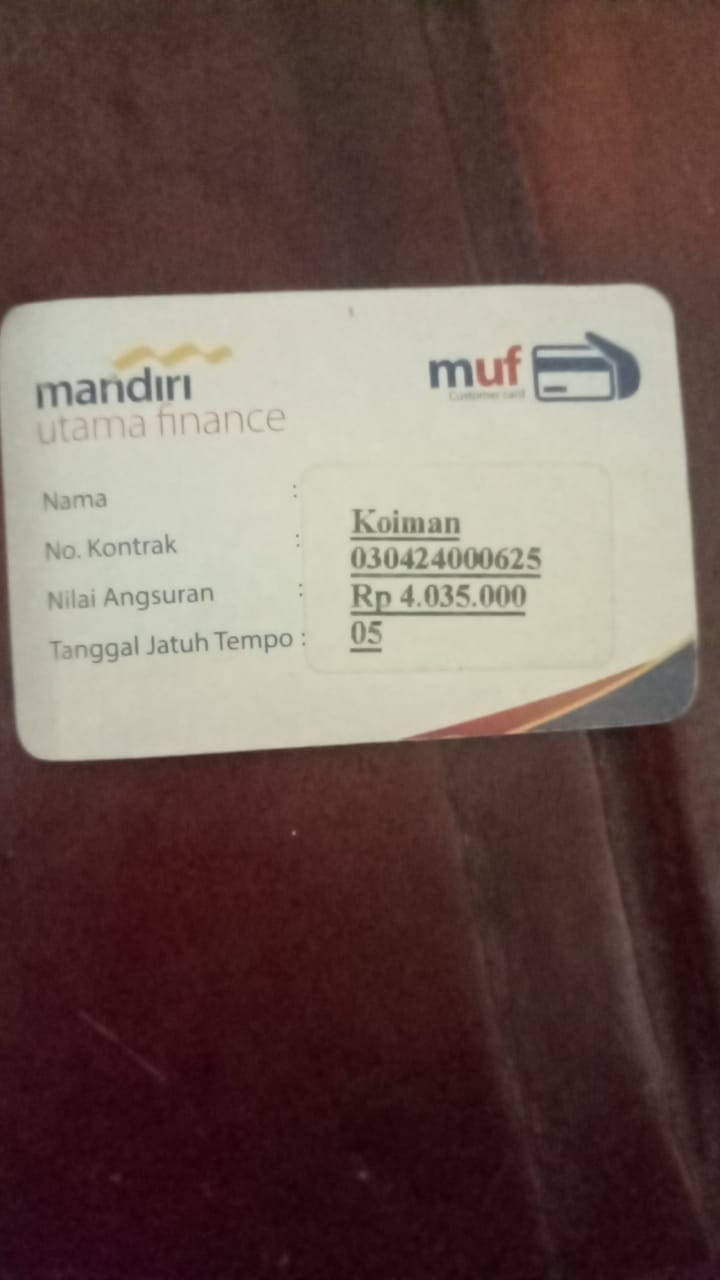 mandiri
utama finance
muf
Customer card
Nama :
Koiman
No. Kontrak :
030424000625
Nilai Angsuran :
Rp 4.035.000
Tanggal Jatuh Tempo :
05